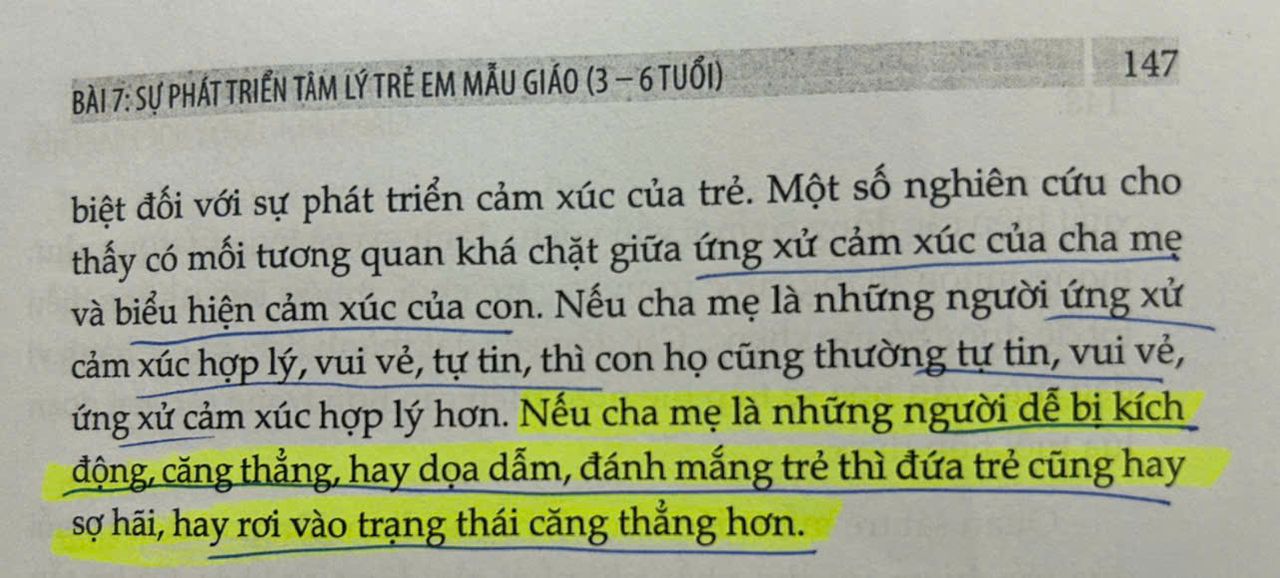 BÀI 7: SỰ PHÁT TRIỂN TÂM LÝ TRẺ EM MẪU GIÁO (3 – 6 TUỔI) 147
biệt đối với sự phát triển cảm xúc của trẻ. Một số nghiên cứu cho
thấy có mối tương quan khá chặt giữa ứng xử cảm xúc của cha mẹ
và biểu hiện cảm xúc của con. Nếu cha mẹ là những người ứng xử
cảm xúc hợp lý, vui vẻ, tự tin, thì con họ cũng thường tự tin, vui vẻ,
ứng xử cảm xúc hợp lý hơn. Nếu cha mẹ là những người dễ bị kích
động, căng thẳng, hay dọa dẫm, đánh mắng trẻ thì đứa trẻ cũng hay
sợ hãi, hay rơi vào trạng thái căng thẳng hơn.